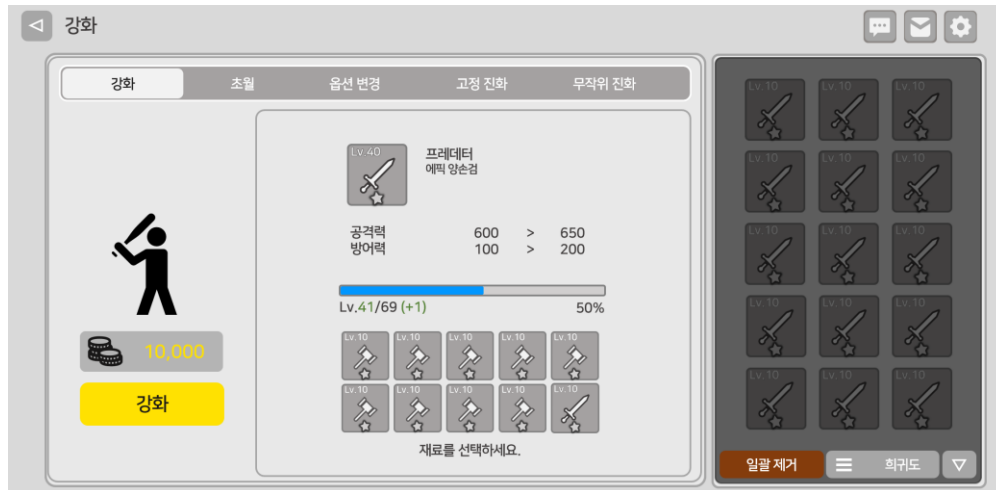 강화
강화
초월
옵션 변경
고정 진화
무작위 진화
Lv.40
프레데터
에픽 양손검
공격력 600 > 650
방어력 100 > 200
Lv.41/69 (+1) 50%
Lv.10 Lv.10 Lv.10 Lv.10 Lv.10
Lv.10 Lv.10 Lv.10 Lv.10 Lv.10
재료를 선택하세요.
10,000
강화
Lv.10 Lv.10 Lv.10
Lv.10 Lv.10 Lv.10
Lv.10 Lv.10 Lv.10
Lv.10 Lv.10 Lv.10
Lv.10 Lv.10 Lv.10
일괄 제거
희귀도